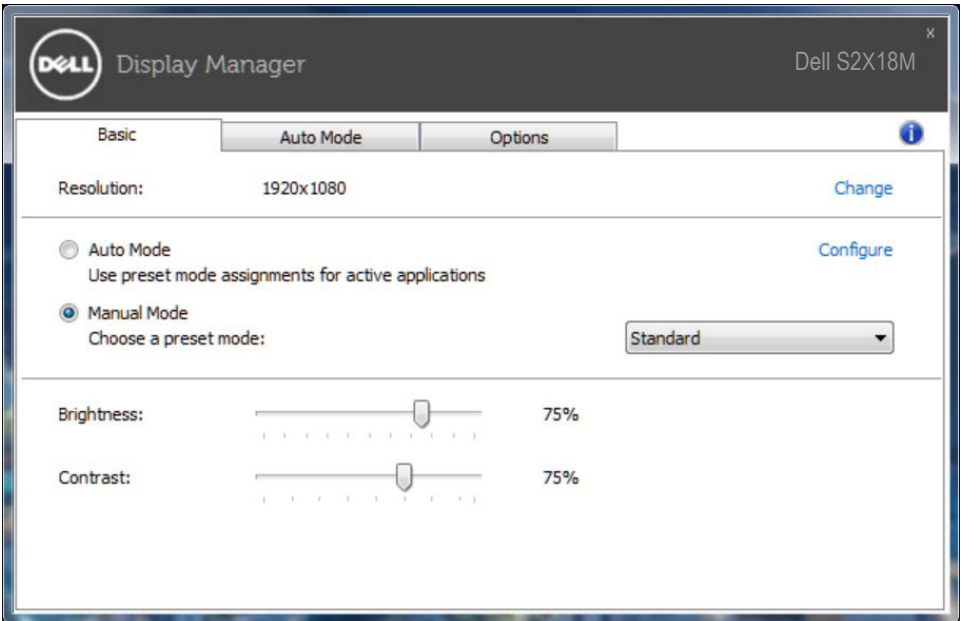 DELL Display Manager
x
Dell S2X18M
Basic Auto Mode Options
Resolution: 1920x1080 Change
Auto Mode Configure
Use preset mode assignments for active applications
Manual Mode
Choose a preset mode: Standard
Brightness: 75%
Contrast: 75%